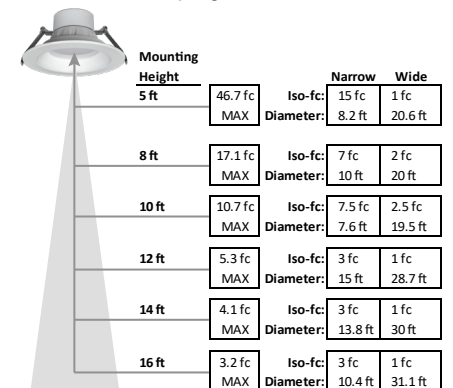 Mounting
Height Narrow Wide
5 ft 46.7 fc Iso-fc: 15 fc 1 fc
MAX Diameter: 8.2 ft 20.6 ft
8 ft 17.1 fc Iso-fc: 7 fc 2 fc
MAX Diameter: 10 ft 20 ft
10 ft 10.7 fc Iso-fc: 7.5 fc 2.5 fc
MAX Diameter: 7.6 ft 19.5 ft
12 ft 5.3 fc Iso-fc: 3 fc 1 fc
MAX Diameter: 15 ft 28.7 ft
14 ft 4.1 fc Iso-fc: 3 fc 1 fc
MAX Diameter: 13.8 ft 30 ft
16 ft 3.2 fc Iso-fc: 3 fc 1 fc
MAX Diameter: 10.4 ft 31.1 ft